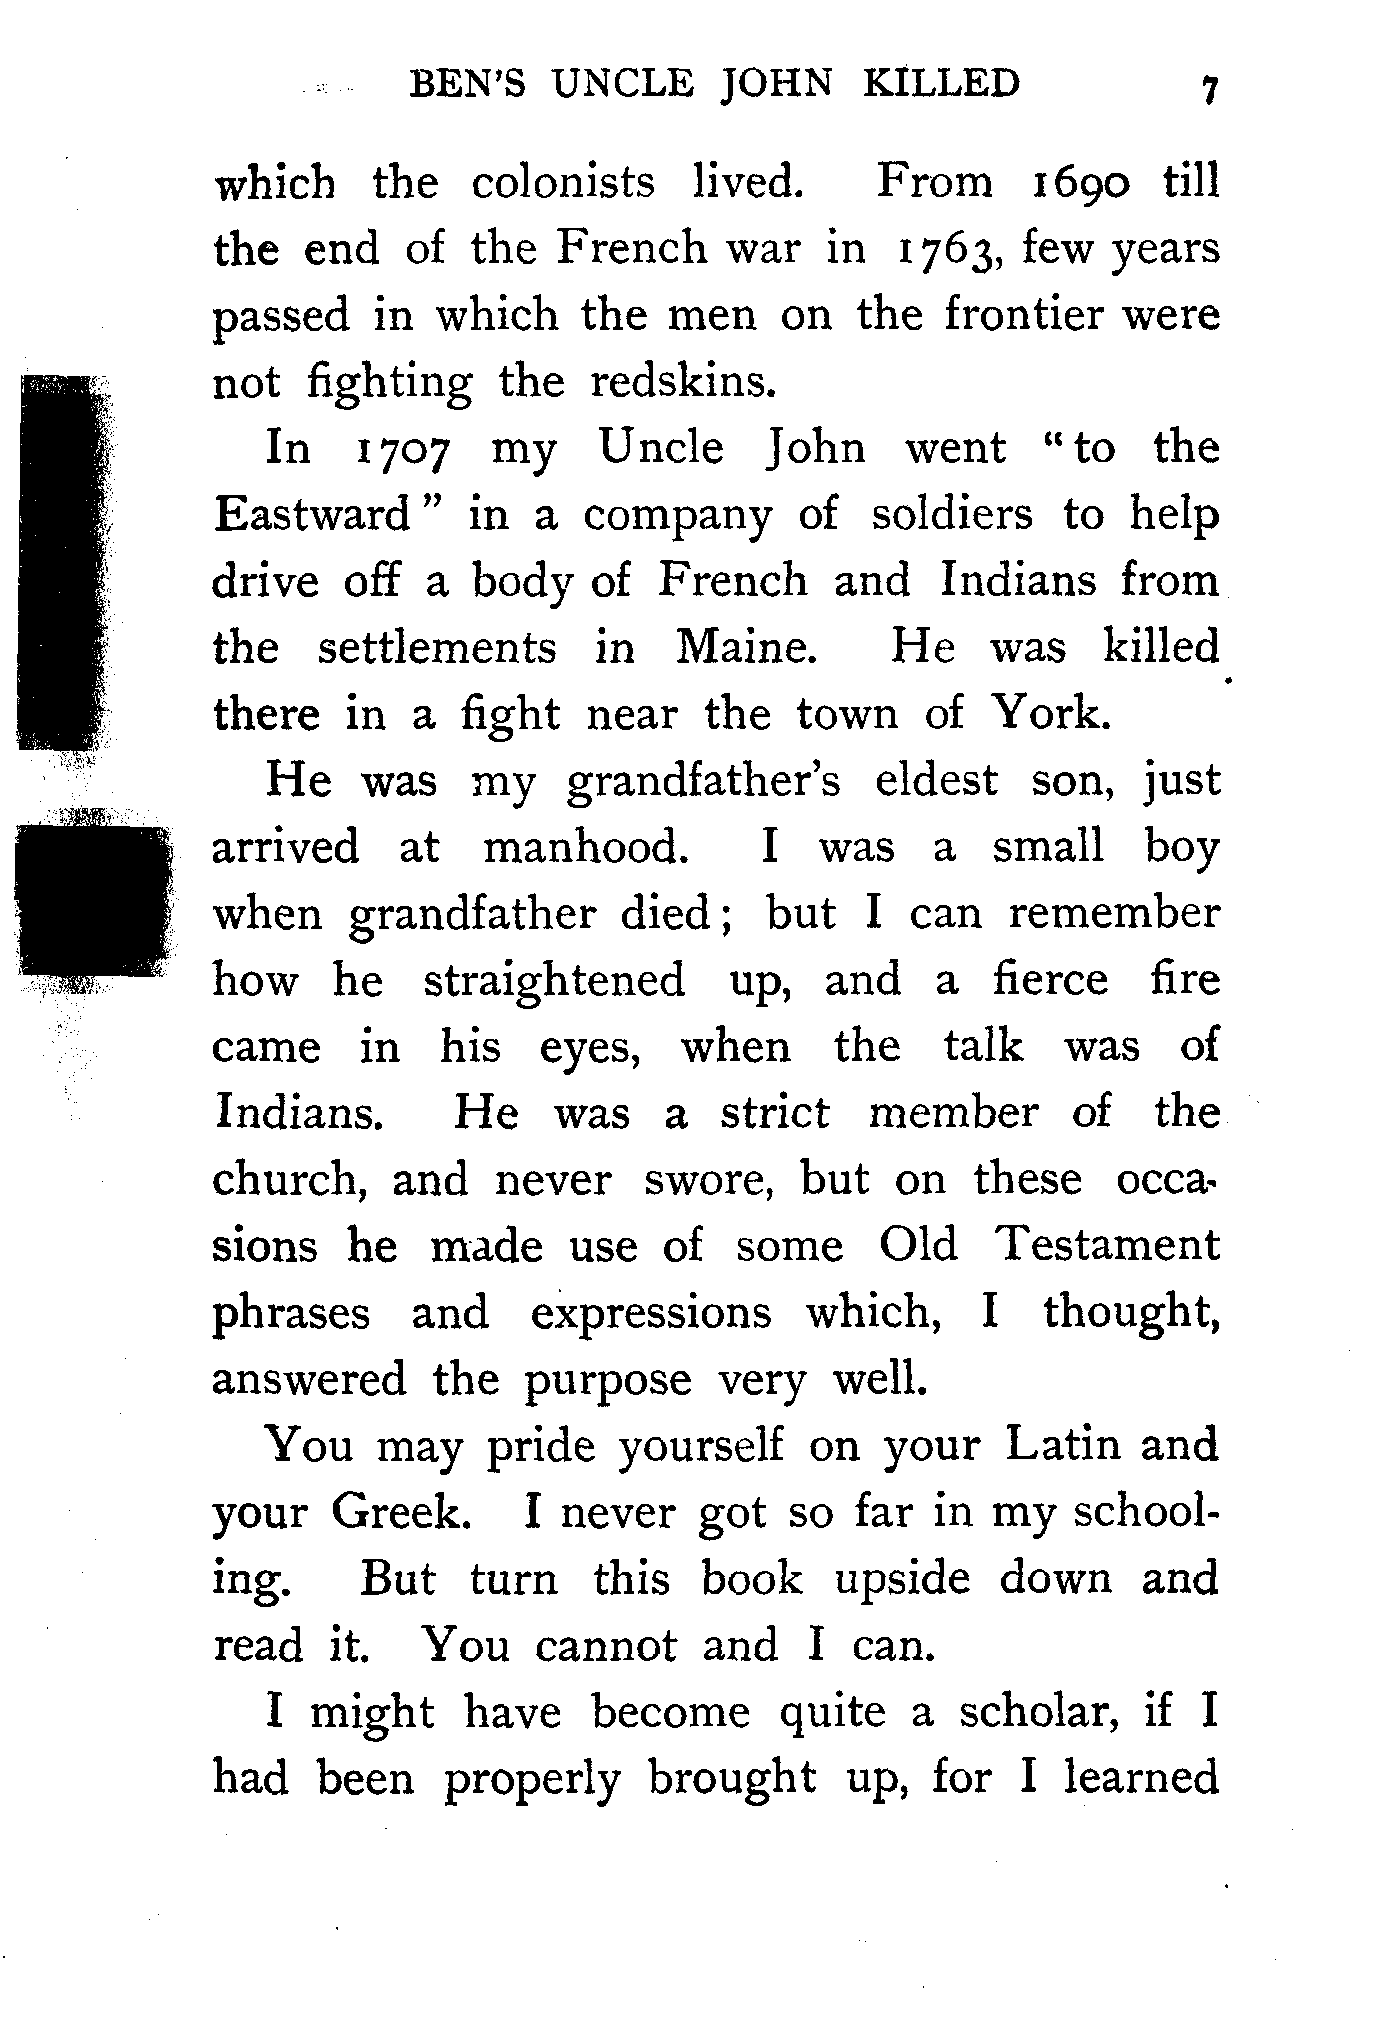 BEN'S UNCLE JOHN KILLED 7
which the colonists lived. From 1690 till
the end of the French war in 1763, few years
passed in which the men on the frontier were
not fighting the redskins.
In 1707 my Uncle John went “to the
Eastward” in a company of soldiers to help
drive off a body of French and Indians from
the settlements in Maine. He was killed
there in a fight near the town of York.
He was my grandfather's eldest son, just
arrived at manhood. I was a small boy
when grandfather died; but I can remember
how he straightened up, and a fierce fire
came in his eyes, when the talk was of
Indians. He was a strict member of the
church, and never swore, but on these occa-
sions he made use of some Old Testament
phrases and expressions which, I thought,
answered the purpose very well.
You may pride yourself on your Latin and
your Greek. I never got so far in my school-
ing. But turn this book upside down and
read it. You cannot and I can.
I might have become quite a scholar, if I
had been properly brought up, for I learned